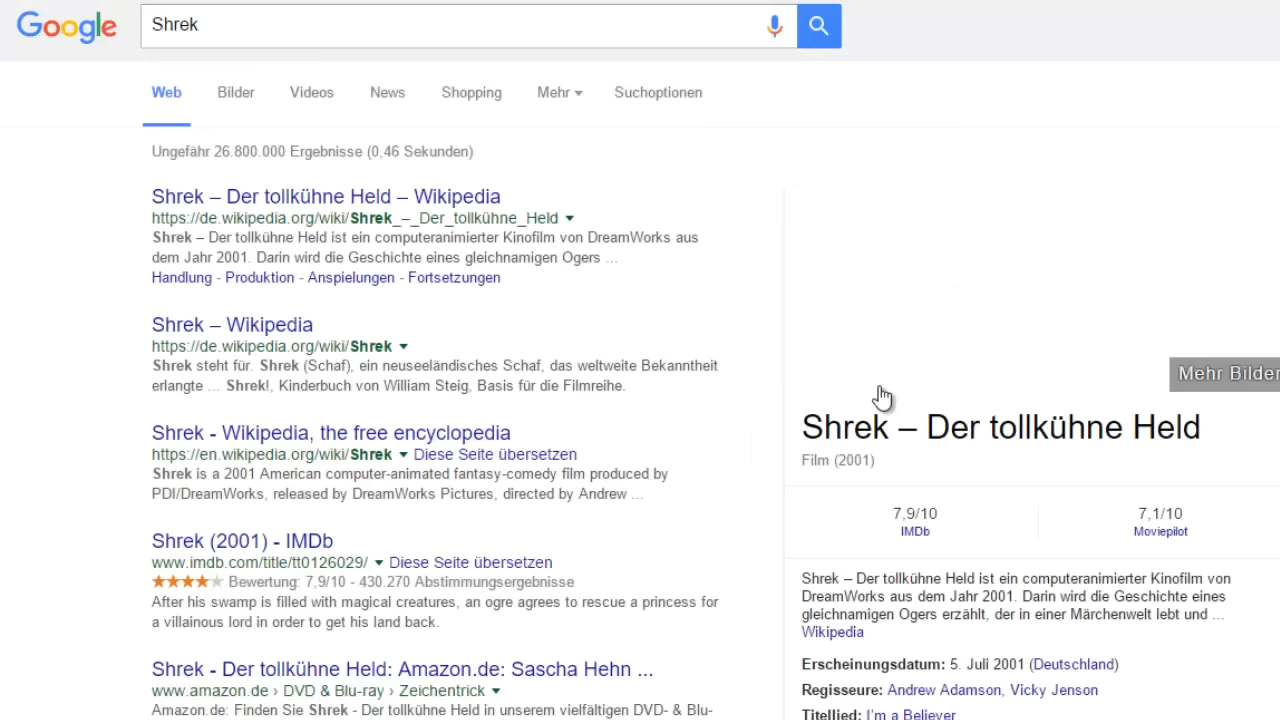 Google
Shrek
Web Bilder Videos News Shopping Mehr Suchoptionen
Ungefähr 26.800.000 Ergebnisse (0,46 Sekunden)
Shrek – Der tollkühne Held – Wikipedia
https://de.wikipedia.org/wiki/Shrek_–_Der_tollkühne_Held
Shrek – Der tollkühne Held ist ein computeranimierter Kinofilm von DreamWorks aus
dem Jahr 2001. Darin wird die Geschichte eines gleichnamigen Ogers ...
Handlung - Produktion - Anspielungen - Fortsetzungen
Shrek – Wikipedia
https://de.wikipedia.org/wiki/Shrek
Shrek steht für. Shrek (Schaf), ein neuseeländisches Schaf, das weltweite Bekanntheit
erlangte ... Shrek!, Kinderbuch von William Steig, Basis für die Filmreihe.
Shrek - Wikipedia, the free encyclopedia
https://en.wikipedia.org/wiki/Shrek Diese Seite übersetzen
Shrek is a 2001 American computer-animated fantasy-comedy film produced by
PDI/DreamWorks, released by DreamWorks Pictures, directed by Andrew ...
Shrek (2001) - IMDb
www.imdb.com/title/tt0126029/ Diese Seite übersetzen
Bewertung: 7,9/10 - 430.270 Abstimmungsergebnisse
After his swamp is filled with magical creatures, an ogre agrees to rescue a princess for
a villainous lord in order to get his land back.
Shrek - Der tollkühne Held: Amazon.de: Sascha Hehn ...
www.amazon.de › DVD & Blu-ray › Zeichentrick
Amazon.de: Finden Sie Shrek - Der tollkühne Held in unserem vielfältigen DVD- & Blu-
Mehr Bilder
Shrek – Der tollkühne Held
Film (2001)
7,9/10 7,1/10
IMDb Moviepilot
Shrek – Der tollkühne Held ist ein computeranimierter Kinofilm von
DreamWorks aus dem Jahr 2001. Darin wird die Geschichte eines
gleichnamigen Ogers erzählt, der in einer Märchenwelt lebt und ...
Wikipedia
Erscheinungsdatum: 5. Juli 2001 (Deutschland)
Regisseure: Andrew Adamson, Vicky Jenson
Titellied: I'm a Believer